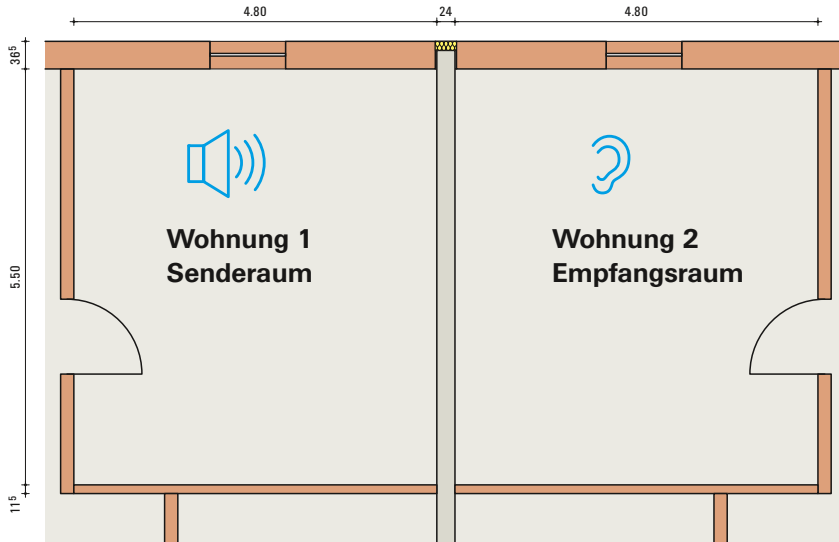 4.80
24
4.80
36⁵
Wohnung 1
Senderaum
Wohnung 2
Empfangsraum
5.50
11⁵